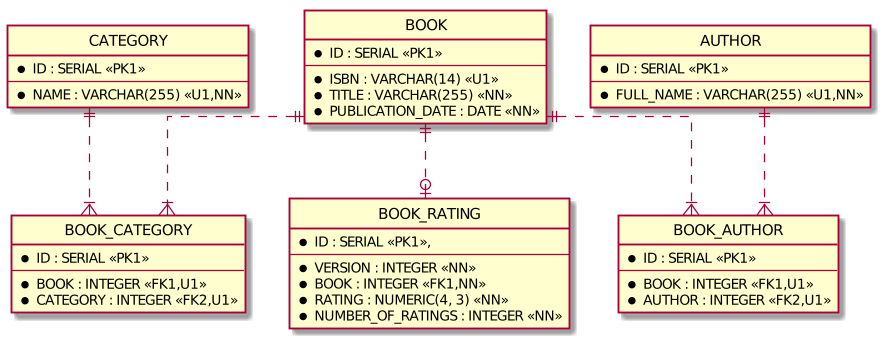 CATEGORY
ID : SERIAL «PK1»
NAME : VARCHAR(255) «U1,NN»
BOOK
ID : SERIAL «PK1»
ISBN : VARCHAR(14) «U1»
TITLE : VARCHAR(255) «NN»
PUBLICATION_DATE : DATE «NN»
AUTHOR
ID : SERIAL «PK1»
FULL_NAME : VARCHAR(255) «U1,NN»
BOOK_CATEGORY
ID : SERIAL «PK1»
BOOK : INTEGER «FK1,U1»
CATEGORY : INTEGER «FK2,U1»
BOOK_RATING
ID : SERIAL «PK1»,
VERSION : INTEGER «NN»
BOOK : INTEGER «FK1,NN»
RATING : NUMERIC(4, 3) «NN»
NUMBER_OF_RATINGS : INTEGER «NN»
BOOK_AUTHOR
ID : SERIAL «PK1»
BOOK : INTEGER «FK1,U1»
AUTHOR : INTEGER «FK2,U1»